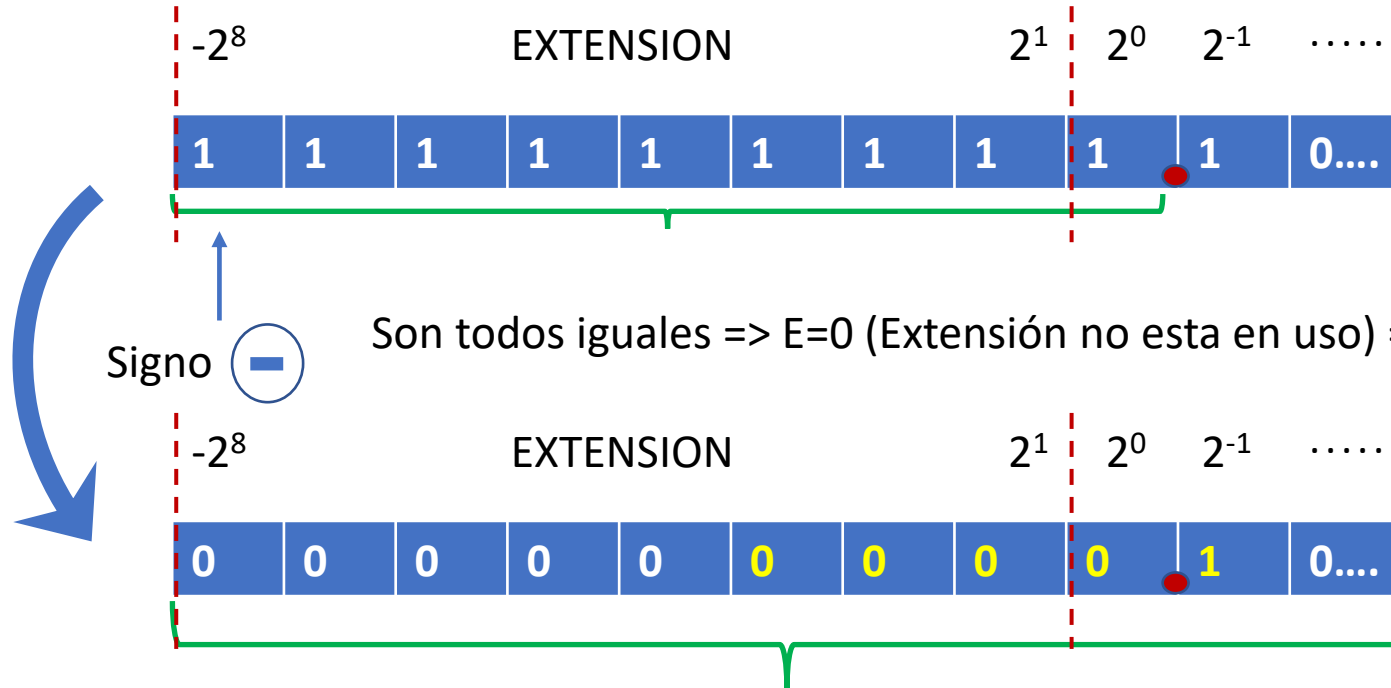 -2⁸ EXTENSION 2¹ 2⁰ 2⁻¹ .....
1 1 1 1 1 1 1 1 1 1 0....
Son todos iguales => E=0 (Extensión no esta en uso) =
Signo -
-2⁸ EXTENSION 2¹ 2⁰ 2⁻¹ .....
0 0 0 0 0 0 0 0 0 1 0....